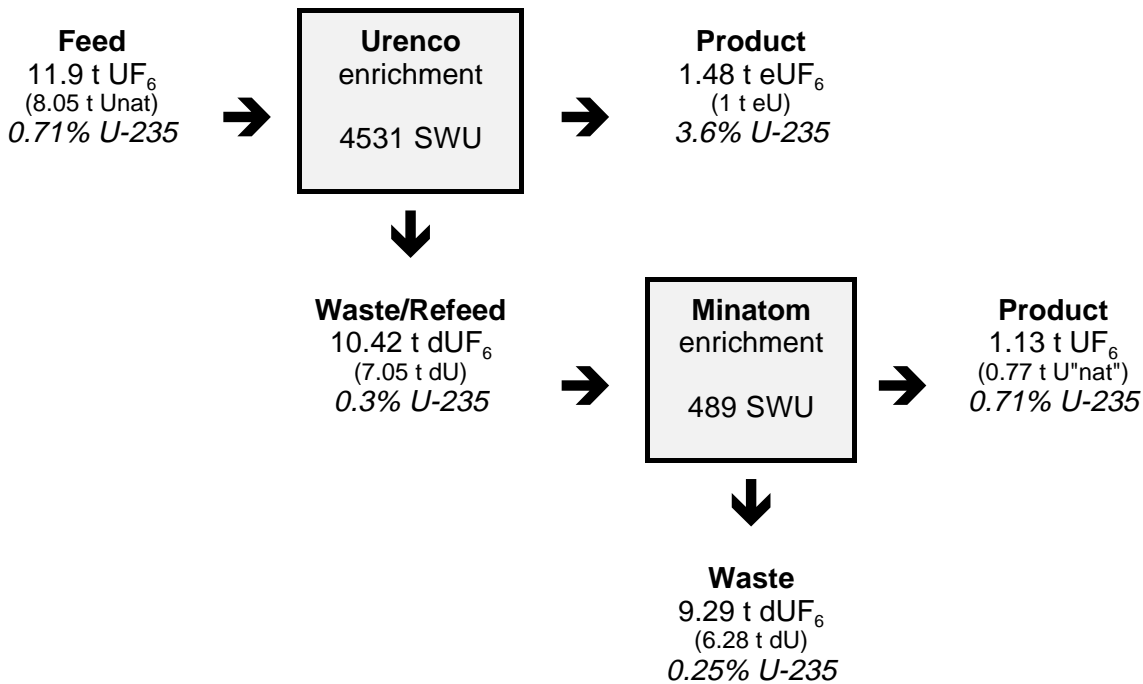 Feed
11.9 t UF₆
(8.05 t Unat)
0.71% U-235
Urenco
enrichment
4531 SWU
Product
1.48 t eUF₆
(1 t eU)
3.6% U-235
Waste/Refeed
10.42 t dUF₆
(7.05 t dU)
0.3% U-235
Minatom
enrichment
489 SWU
Product
1.13 t UF₆
(0.77 t U"nat")
0.71% U-235
Waste
9.29 t dUF₆
(6.28 t dU)
0.25% U-235